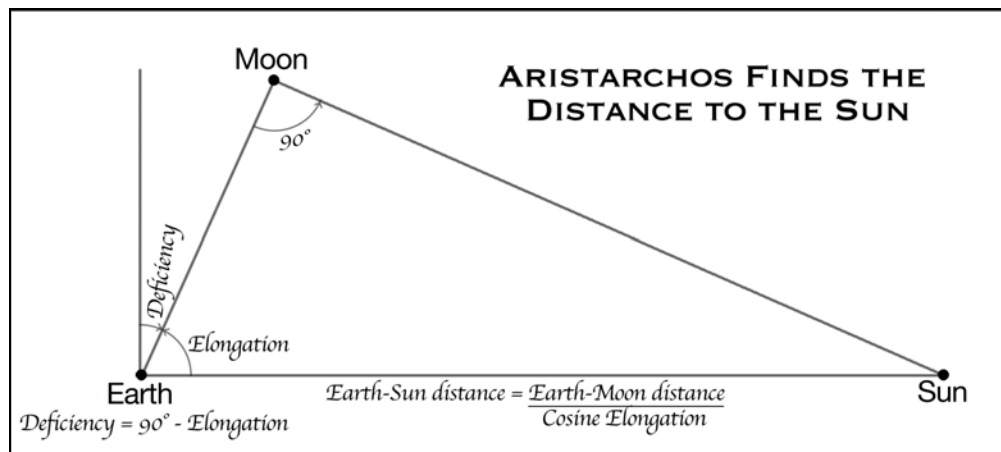 Moon
ARISTARCHOS FINDS THE
DISTANCE TO THE SUN
90°
Deficiency
Elongation
Earth
Sun
Earth-Sun distance = Earth-Moon distance
Cosine Elongation
Deficiency = 90° - Elongation